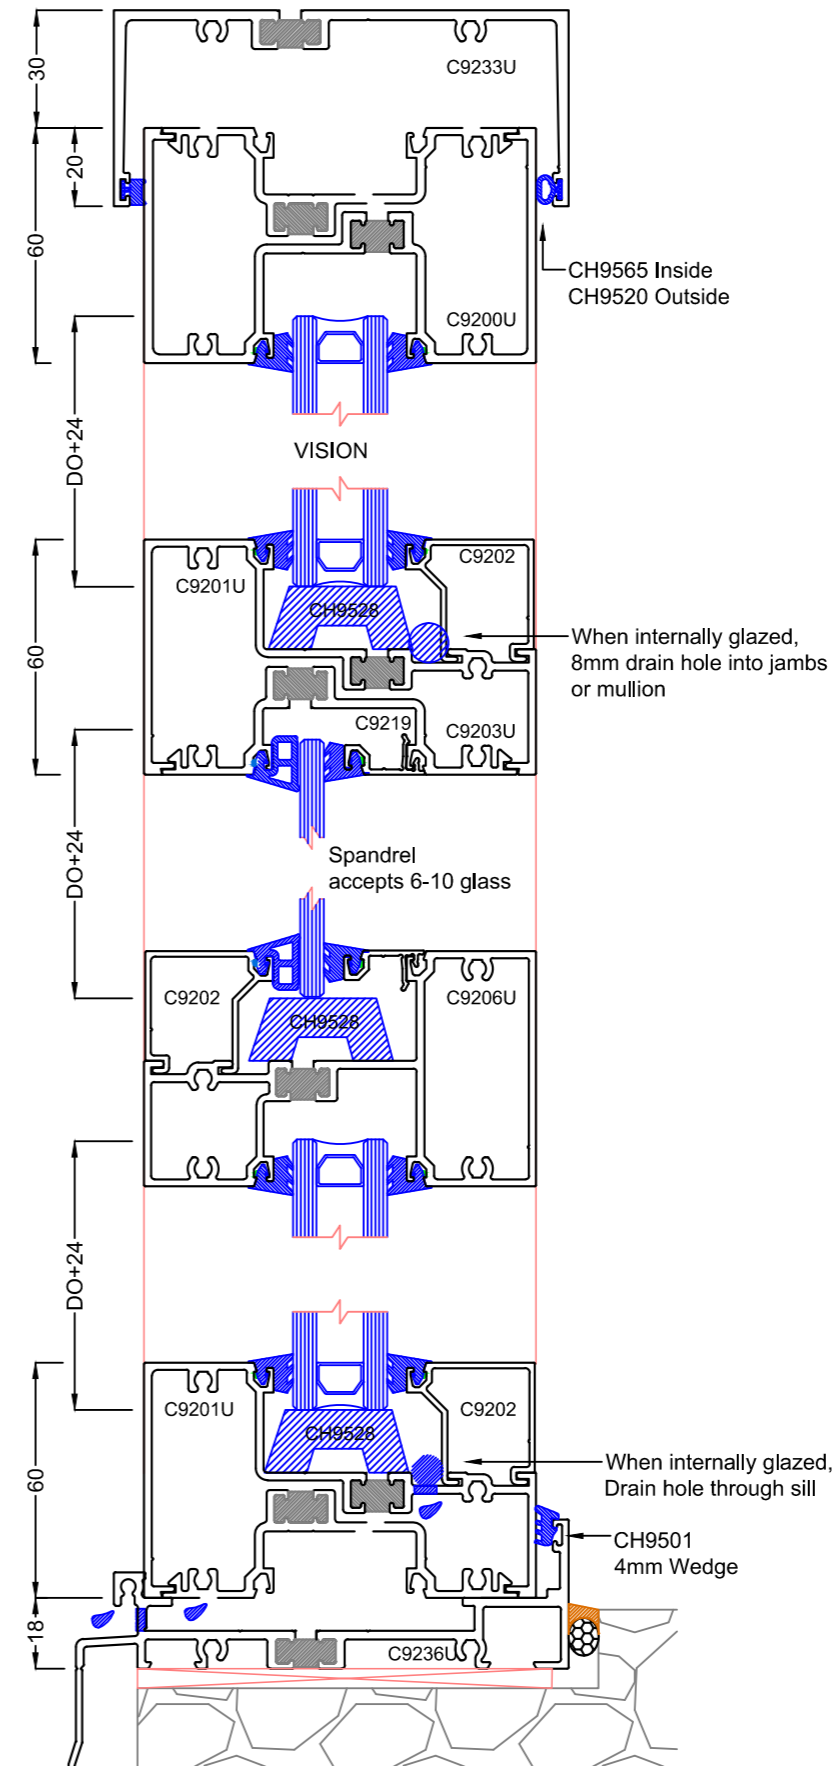 30
C9233U
20
60
CH9565 Inside
CH9520 Outside
C9200U
DO+24
VISION
C9202
C9201U
CH9528
When internally glazed,
8mm drain hole into jambs
or mullion
60
C9219
C9203U
DO+24
Spandrel
accepts 6-10 glass
C9202
C9206U
CH9528
DO+24
C9201U
C9202
CH9528
When internally glazed,
Drain hole through sill
60
CH9501
4mm Wedge
18
C9236U